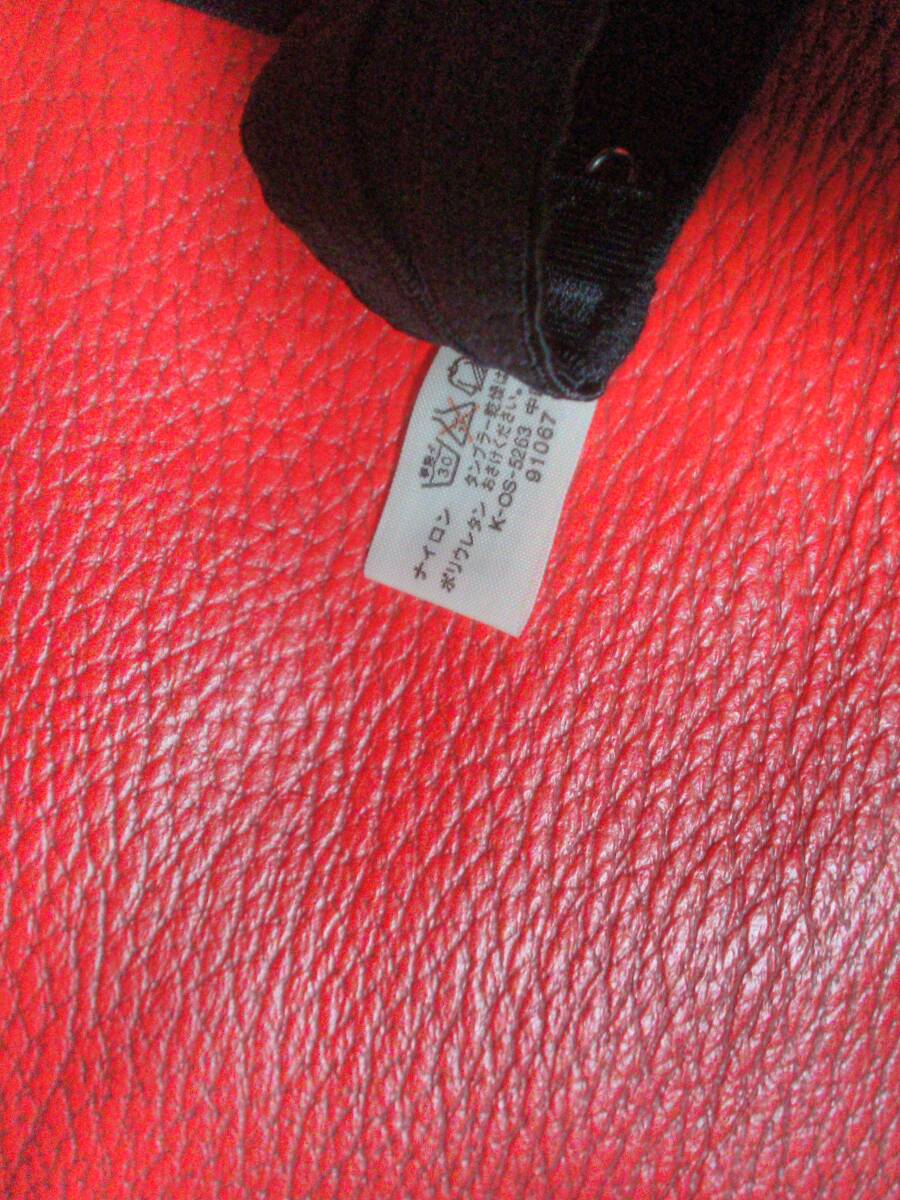 ナイロン
ポリウレタン
30
タンブラー乾燥は
おさけください。
K-OS-5263 中
91067